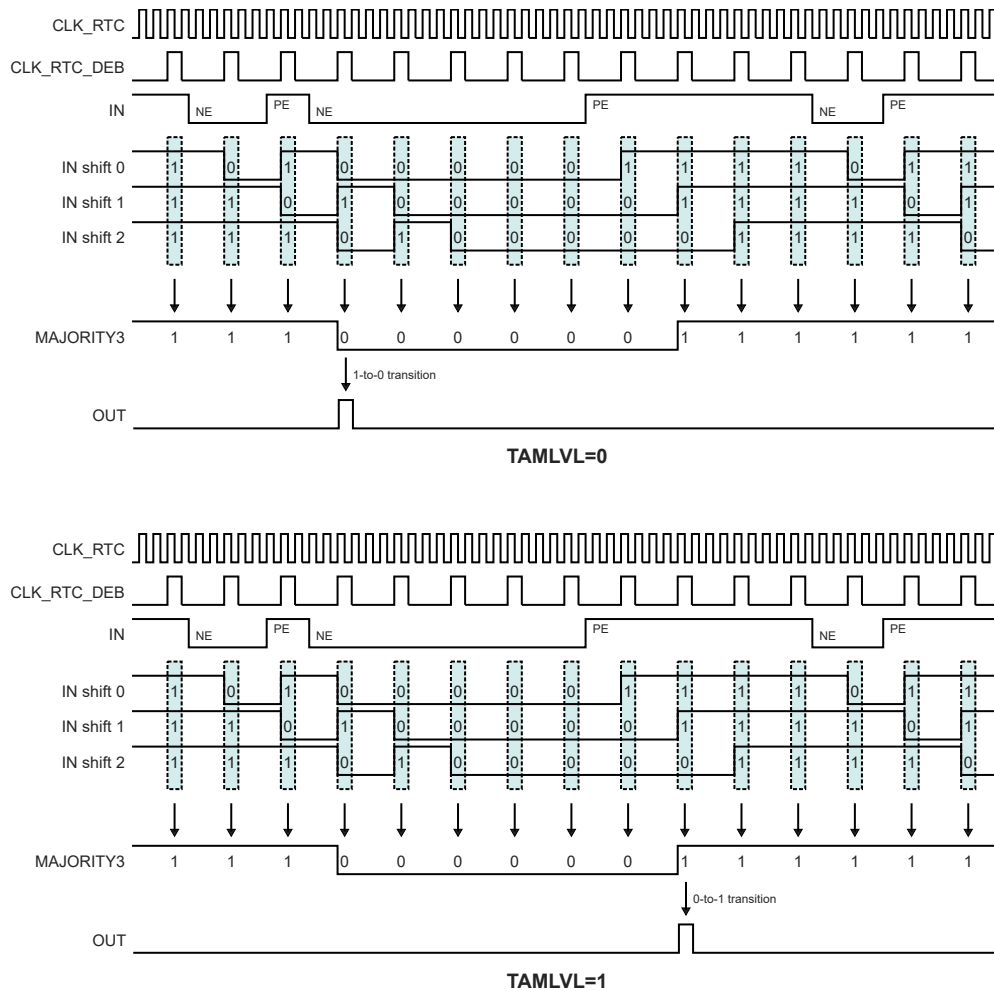 CLK_RTC
CLK_RTC_DEB
IN NE PE NE PE NE PE
IN shift 0 1 0 1 0 0 0 0 0 1 1 1 1 0 1 1
IN shift 1 1 1 0 1 0 0 0 0 0 1 1 1 1 0 1
IN shift 2 1 1 1 0 1 0 0 0 0 0 1 1 1 1 0
MAJORITY3 1 1 1 0 0 0 0 0 0 1 1 1 1 1 1
1-to-0 transition
OUT
TAMLVL=0
CLK_RTC
CLK_RTC_DEB
IN NE PE NE PE NE PE
IN shift 0 1 0 1 0 0 0 0 0 1 1 1 1 0 1 1
IN shift 1 1 1 0 1 0 0 0 0 0 1 1 1 1 0 1
IN shift 2 1 1 1 0 1 0 0 0 0 0 1 1 1 1 0
MAJORITY3 1 1 1 0 0 0 0 0 0 1 1 1 1 1 1
0-to-1 transition
OUT
TAMLVL=1